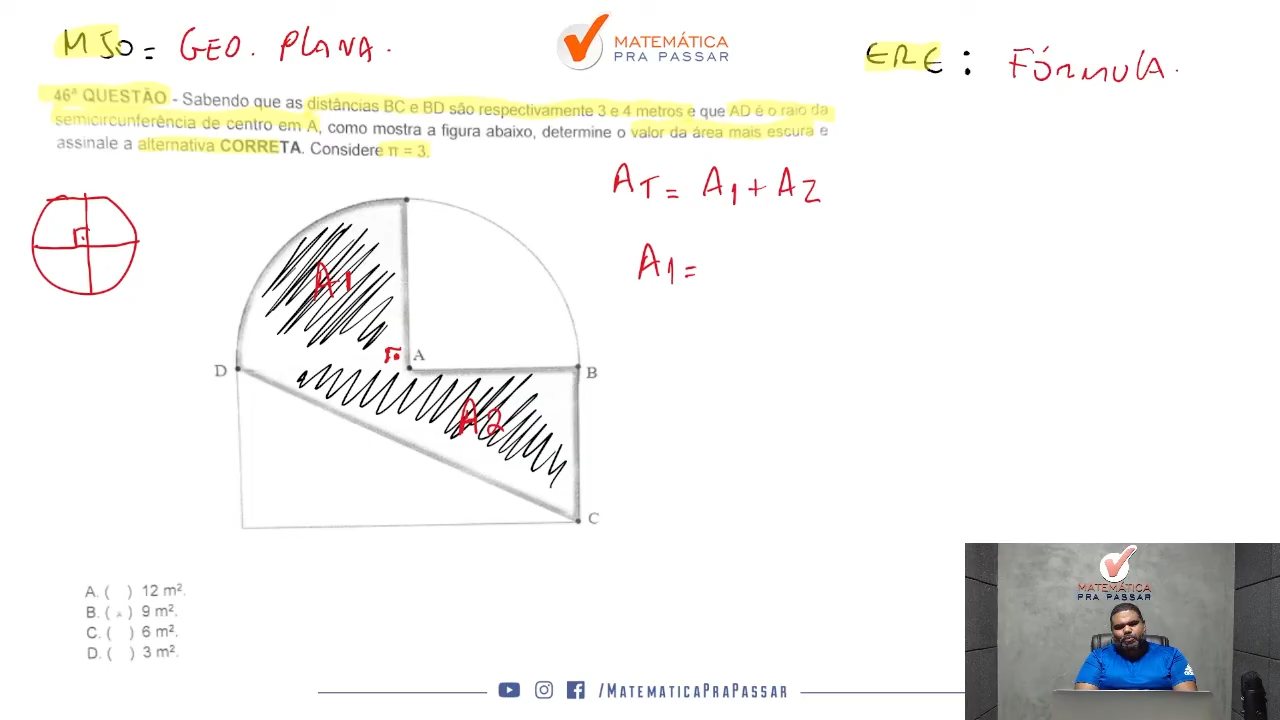 MSO = GEO. PLANA.
MATEMÁTICA
PRA PASSAR
ERE : FÓRMULA.
46ª QUESTÃO - Sabendo que as distâncias BC e BD são respectivamente 3 e 4 metros e que AD é o raio da
semicircunferência de centro em A, como mostra a figura abaixo, determine o valor da área mais escura e
assinale a alternativa CORRETA. Considere π = 3.
AT = A1 + A2
A1 =
A1
A
D
B
A2
C
A. ( ) 12 m².
B. ( x ) 9 m².
C. ( ) 6 m².
D. ( ) 3 m².
MATEMÁTICA
PRA PASSAR
/MATEMATICAPRAPASSAR